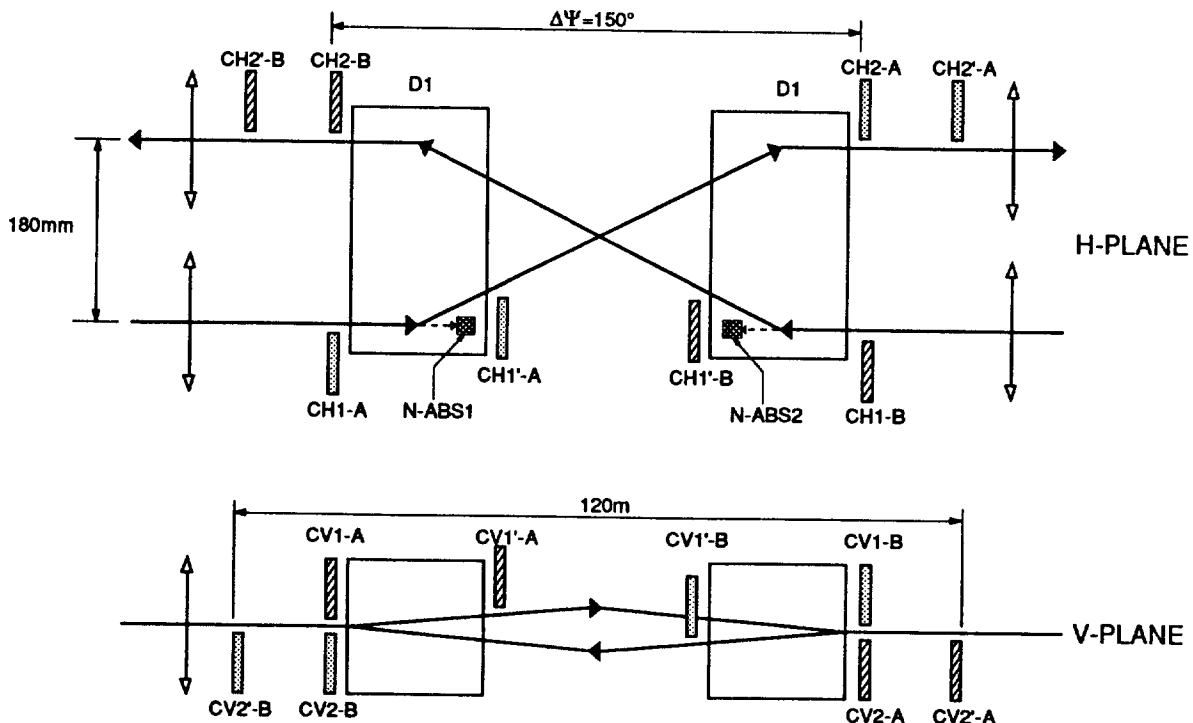 ΔΨ=150°
CH2'-B CH2-B
CH2-A CH2'-A
D1 D1
180mm
H-PLANE
CH1'-A CH1'-B
CH1-A N-ABS1 N-ABS2 CH1-B
120m
CV1-A CV1'-A CV1'-B CV1-B
V-PLANE
CV2'-B CV2-B CV2-A CV2'-A